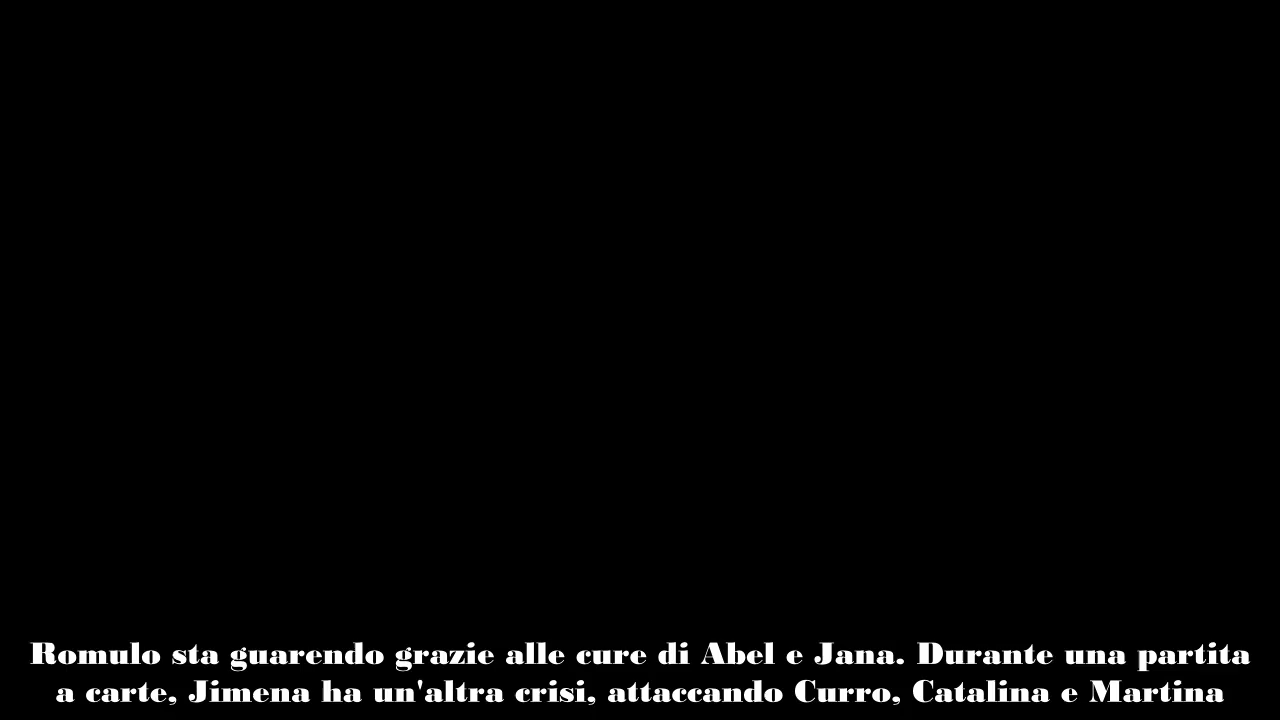 Romulo sta guarendo grazie alle cure di Abel e Jana. Durante una partita
a carte, Jimena ha un'altra crisi, attaccando Curro, Catalina e Martina